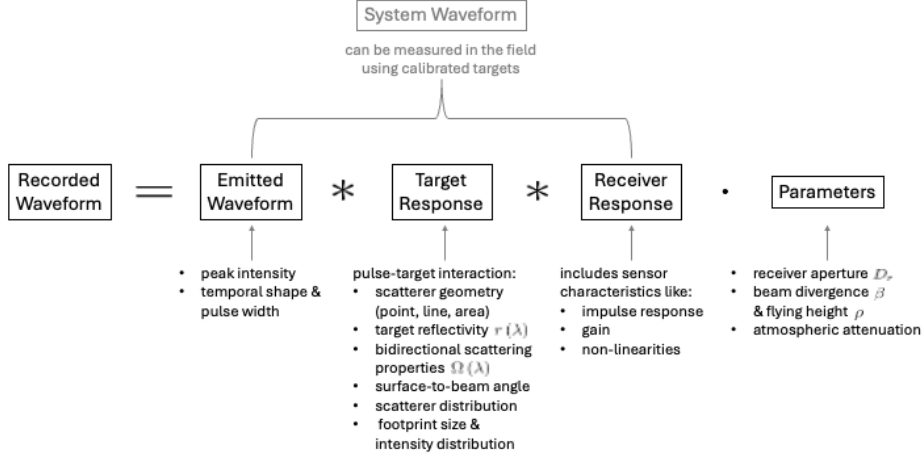 System Waveform
can be measured in the field
using calibrated targets
Recorded
Waveform
=
Emitted
Waveform
*
Target
Response
*
Receiver
Response
·
Parameters
• peak intensity
• temporal shape &
pulse width
pulse-target interaction:
• scatterer geometry
(point, line, area)
• target reflectivity r (λ)
• bidirectional scattering
properties Ω (λ)
• surface-to-beam angle
• scatterer distribution
• footprint size &
intensity distribution
includes sensor
characteristics like:
• impulse response
• gain
• non-linearities
• receiver aperture Dᵣ
• beam divergence β
& flying height ρ
• atmospheric attenuation